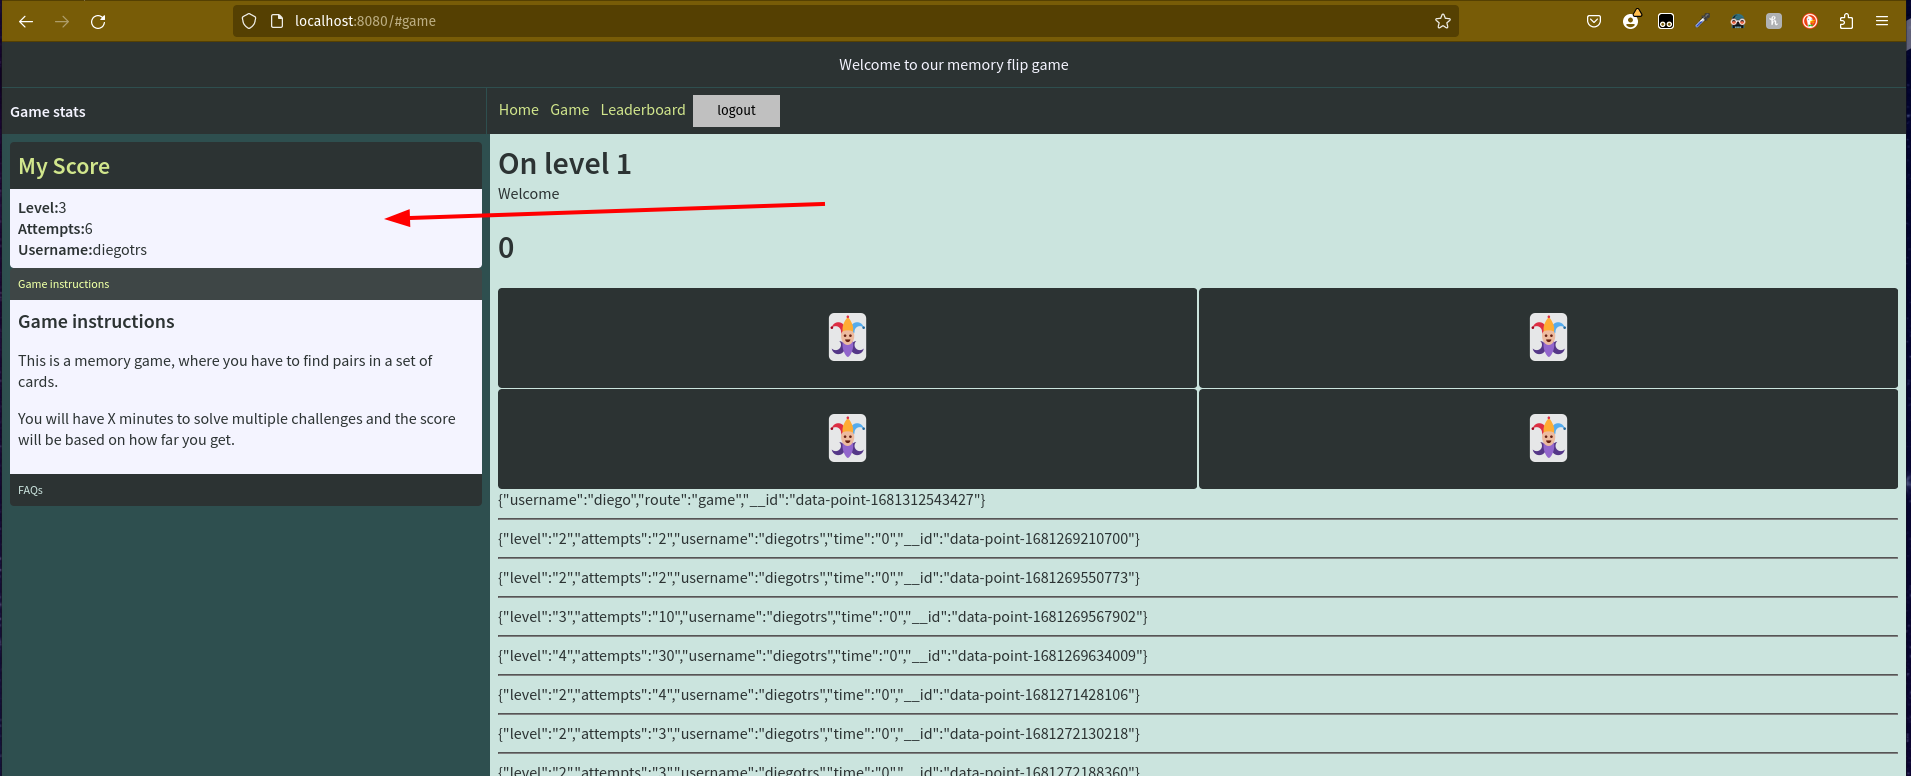 localhost:8080/#game
Welcome to our memory flip game
Game stats
Home Game Leaderboard logout
My Score
Level:3
Attempts:6
Username:diegotrs
Game instructions
Game instructions
This is a memory game, where you have to find pairs in a set of
cards.
You will have X minutes to solve multiple challenges and the score
will be based on how far you get.
FAQs
On level 1
Welcome
0
{"username":"diego","route":"game","__id":"data-point-1681312543427"}
{"level":"2","attempts":"2","username":"diegotrs","time":"0","__id":"data-point-1681269210700"}
{"level":"2","attempts":"2","username":"diegotrs","time":"0","__id":"data-point-1681269550773"}
{"level":"3","attempts":"10","username":"diegotrs","time":"0","__id":"data-point-1681269567902"}
{"level":"4","attempts":"30","username":"diegotrs","time":"0","__id":"data-point-1681269634009"}
{"level":"2","attempts":"4","username":"diegotrs","time":"0","__id":"data-point-1681271428106"}
{"level":"2","attempts":"3","username":"diegotrs","time":"0","__id":"data-point-1681272130218"}
{"level":"2","attempts":"3","username":"diegotrs","time":"0","__id":"data-point-1681272188360"}